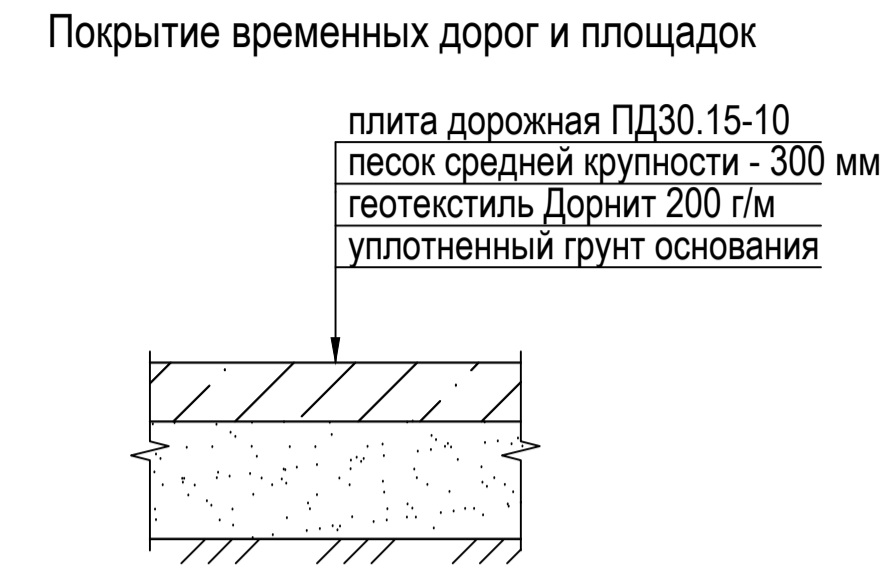 Покрытие временных дорог и площадок
плита дорожная ПД30.15-10
песок средней крупности - 300 мм
геотекстиль Дорнит 200 г/м
уплотненный грунт основания